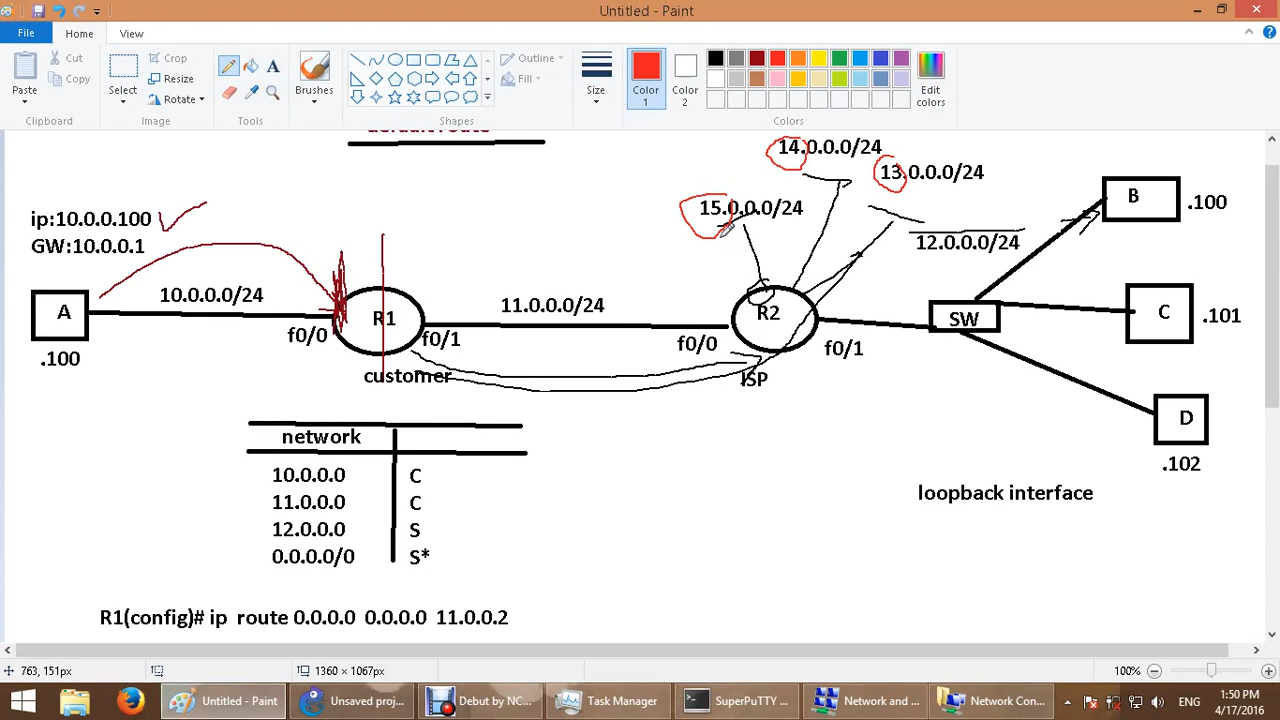 Untitled - Paint
File
Home
View
Paste
Cut
Copy
Clipboard
Select
Crop
Resize
Rotate
Image
Tools
Brushes
Shapes
Outline
Fill
Size
Color 1
Color 2
Edit colors
Colors
default route
14.0.0.0/24
13.0.0.0/24
15.0.0.0/24
12.0.0.0/24
ip:10.0.0.100
GW:10.0.0.1
A
.100
10.0.0.0/24
f0/0
R1
f0/1
customer
11.0.0.0/24
f0/0
R2
f0/1
ISP
SW
B
.100
C
.101
D
.102
network
10.0.0.0 C
11.0.0.0 C
12.0.0.0 S
0.0.0.0/0 S*
loopback interface
R1(config)# ip route 0.0.0.0 0.0.0.0 11.0.0.2
763, 151px
1360 × 1067px
100%
Untitled - Paint
Unsaved proj...
Debut by NC...
Task Manager
SuperPuTTY ...
Network and ...
Network Con...
ENG
1:50 PM
4/17/2016